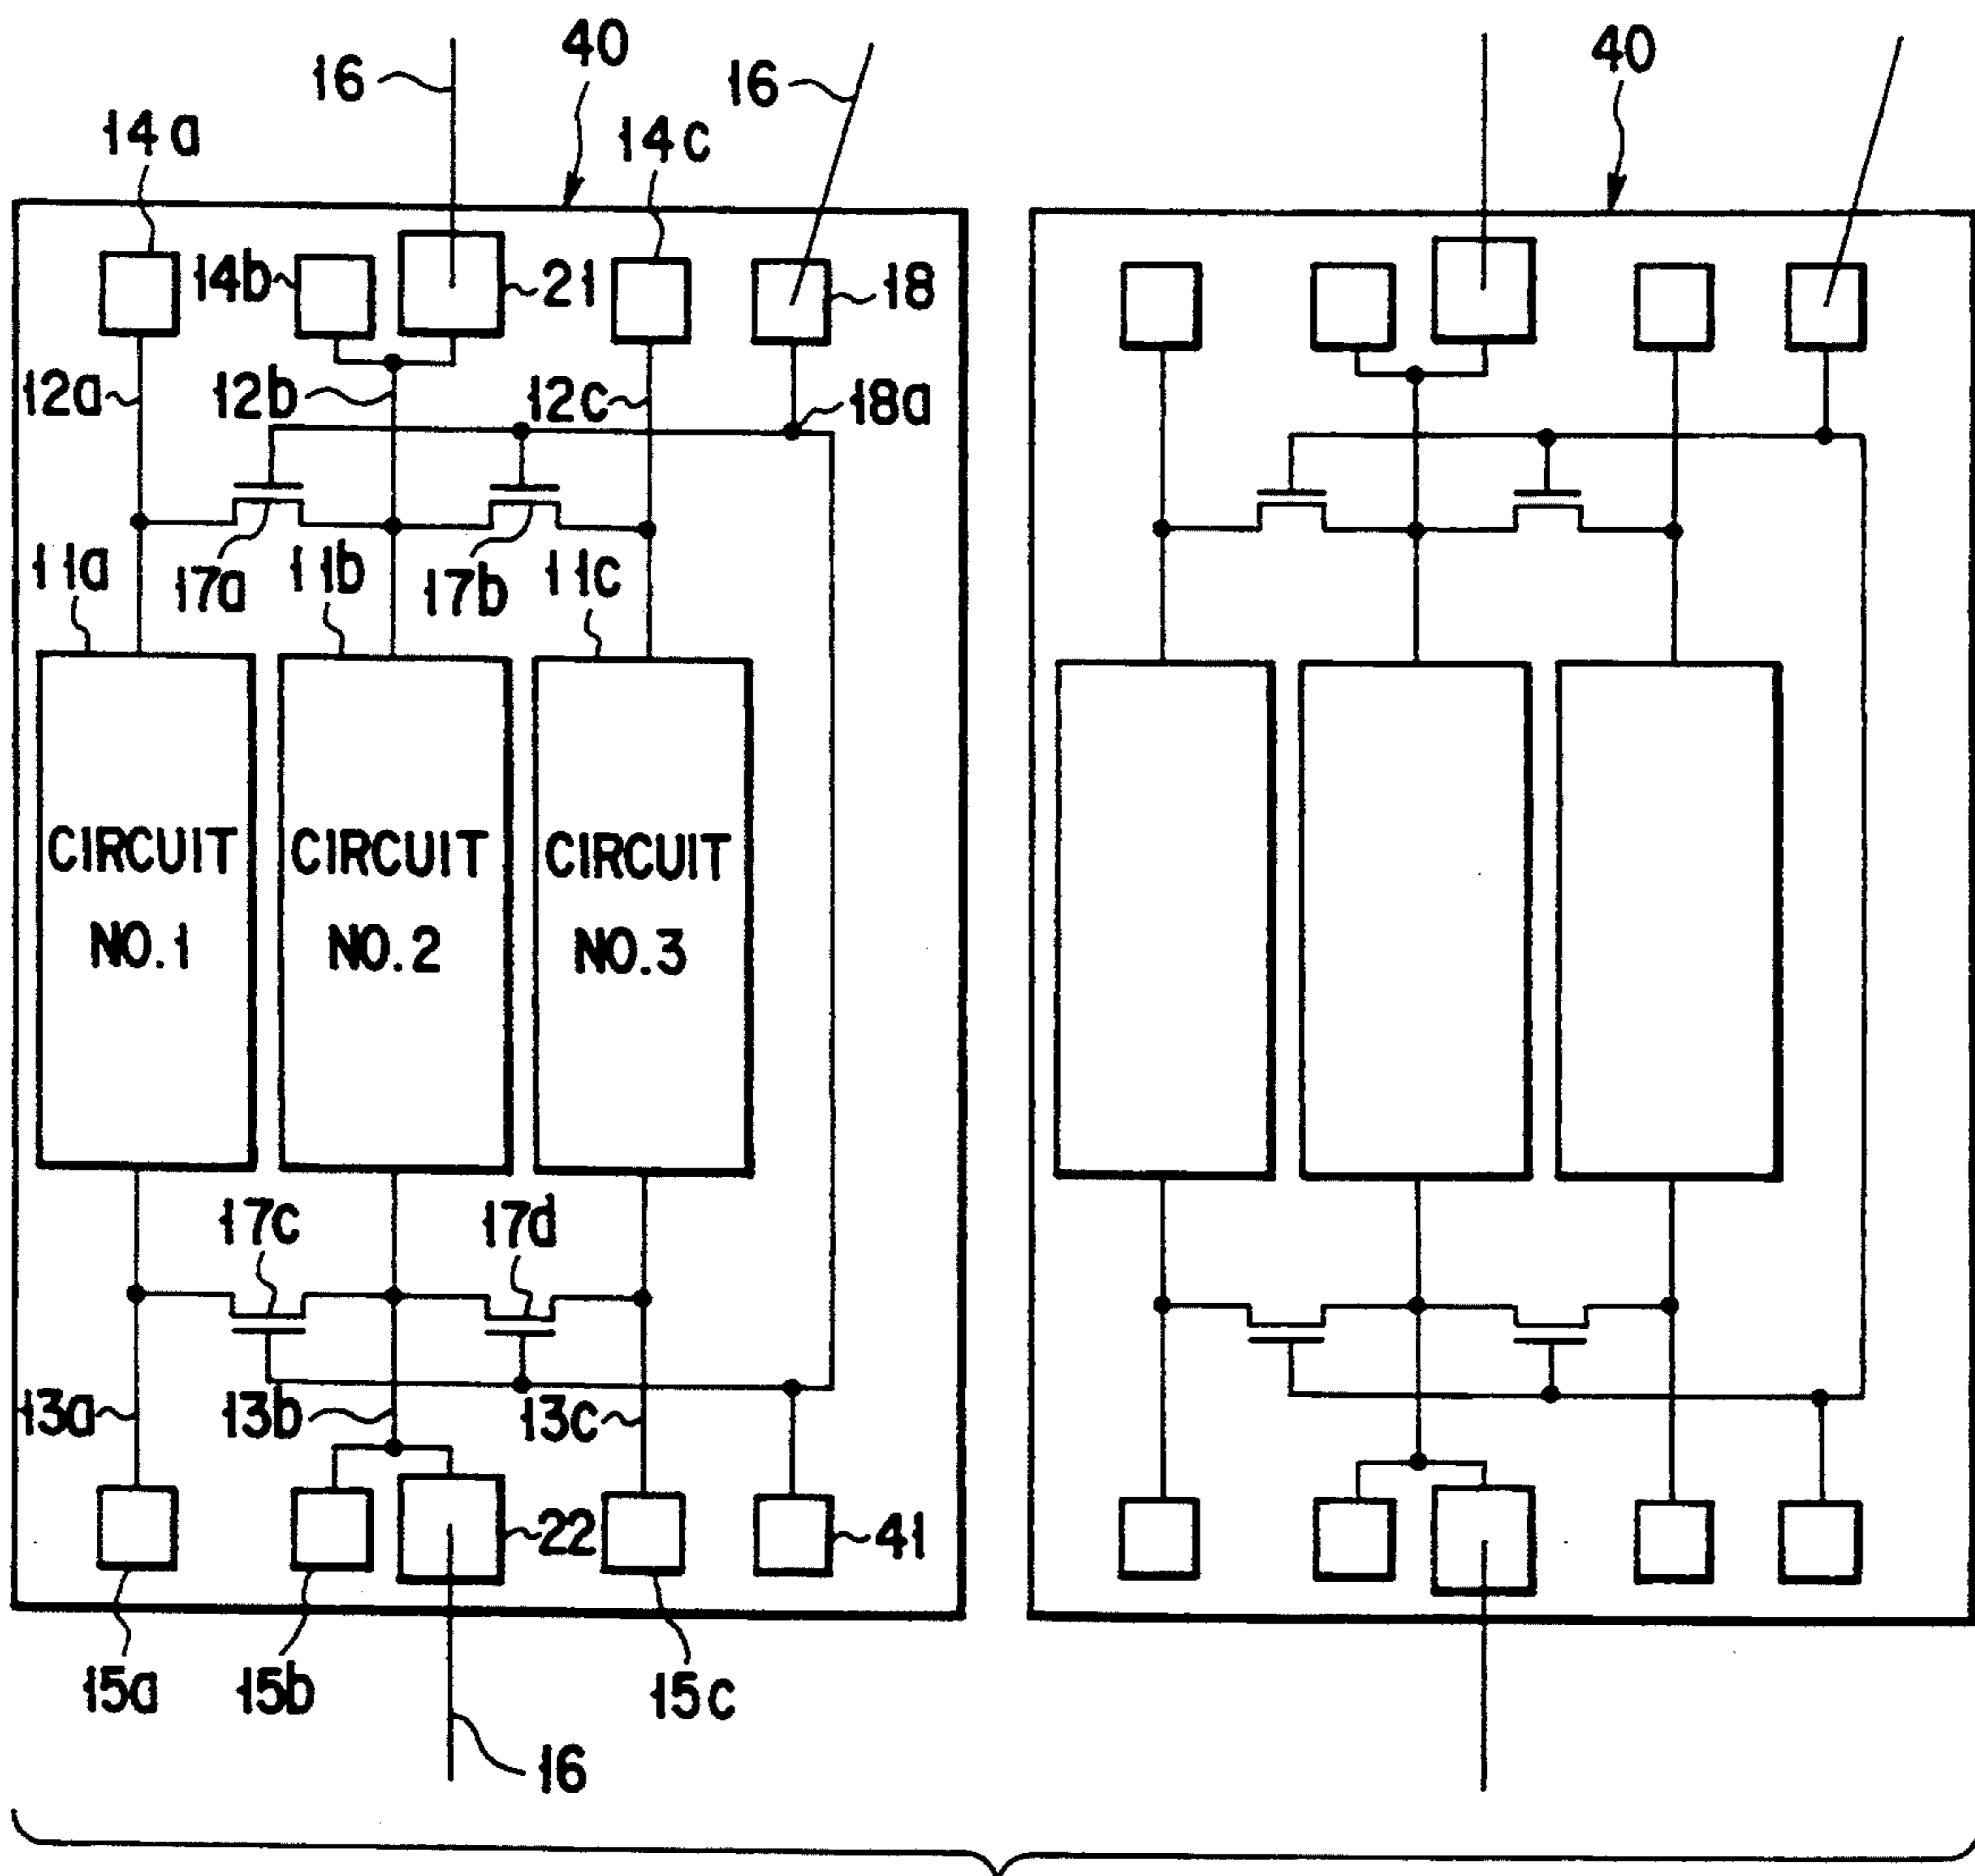 40
40
16
16
14a
14c
14b
21
18
12a
12b
12c
18a
11a
17a
11b
17b
11c
CIRCUIT
NO.1
CIRCUIT
NO.2
CIRCUIT
NO.3
17c
17d
13a
13b
13c
22
41
15a
15b
15c
16